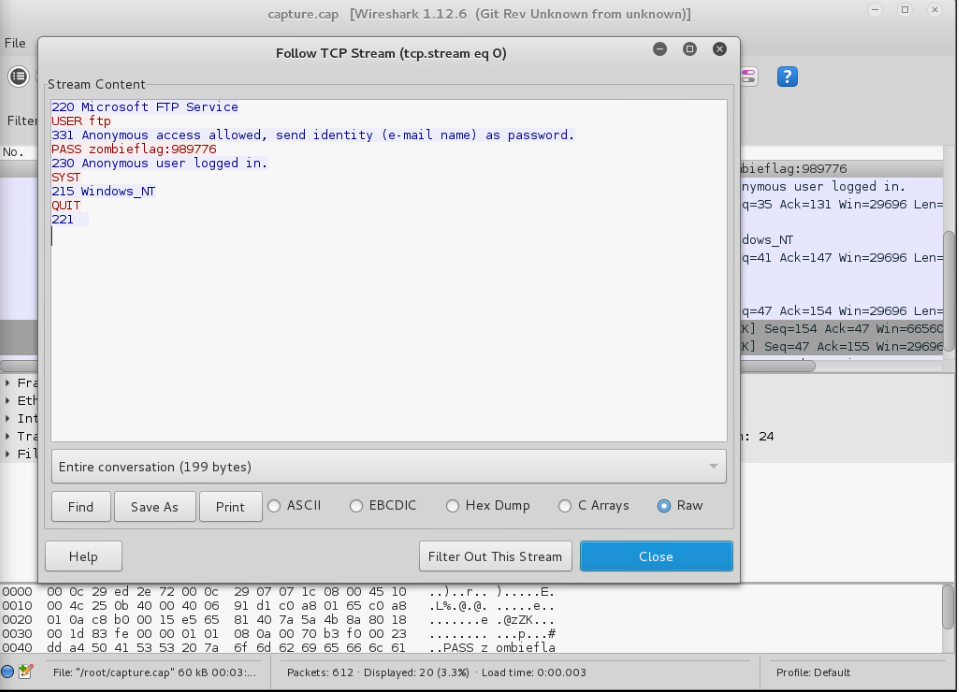 capture.cap [Wireshark 1.12.6 (Git Rev Unknown from unknown)]
File
Follow TCP Stream (tcp.stream eq 0)
Stream Content
220 Microsoft FTP Service
USER ftp
331 Anonymous access allowed, send identity (e-mail name) as password.
PASS zombieflag:989776
230 Anonymous user logged in.
SYST
215 Windows_NT
QUIT
221
Filter
No.
bieflag:989776
nymous user logged in.
q=35 Ack=131 Win=29696 Len=
dows_NT
q=41 Ack=147 Win=29696 Len=
q=47 Ack=154 Win=29696 Len=
K] Seq=154 Ack=47 Win=66560
K] Seq=47 Ack=155 Win=29696
Fra
Eth
Int
Tra
: 24
Fil
Entire conversation (199 bytes)
Find Save As Print ASCII EBCDIC Hex Dump C Arrays Raw
Help Filter Out This Stream Close
0000 00 0c 29 ed 2e 72 00 0c 29 07 07 1c 08 00 45 10 ..)..r.. ).....E.
0010 00 4c 25 0b 40 00 40 06 91 d1 c0 a8 01 65 c0 a8 .L%.@.@. .....e..
0020 01 0a c8 b0 00 15 e5 65 81 40 7a 5a 4b 8a 80 18 .......e .@zZK...
0030 00 1d 83 fe 00 00 01 01 08 0a 00 70 b3 f0 00 23 ........ ...p...#
0040 dd a4 50 41 53 53 20 7a 6f 6d 62 69 65 66 6c 61 ..PASS z ombiefla
File: "/root/capture.cap" 60 kB 00:03:... Packets: 612 · Displayed: 20 (3.3%) · Load time: 0:00.003 Profile: Default